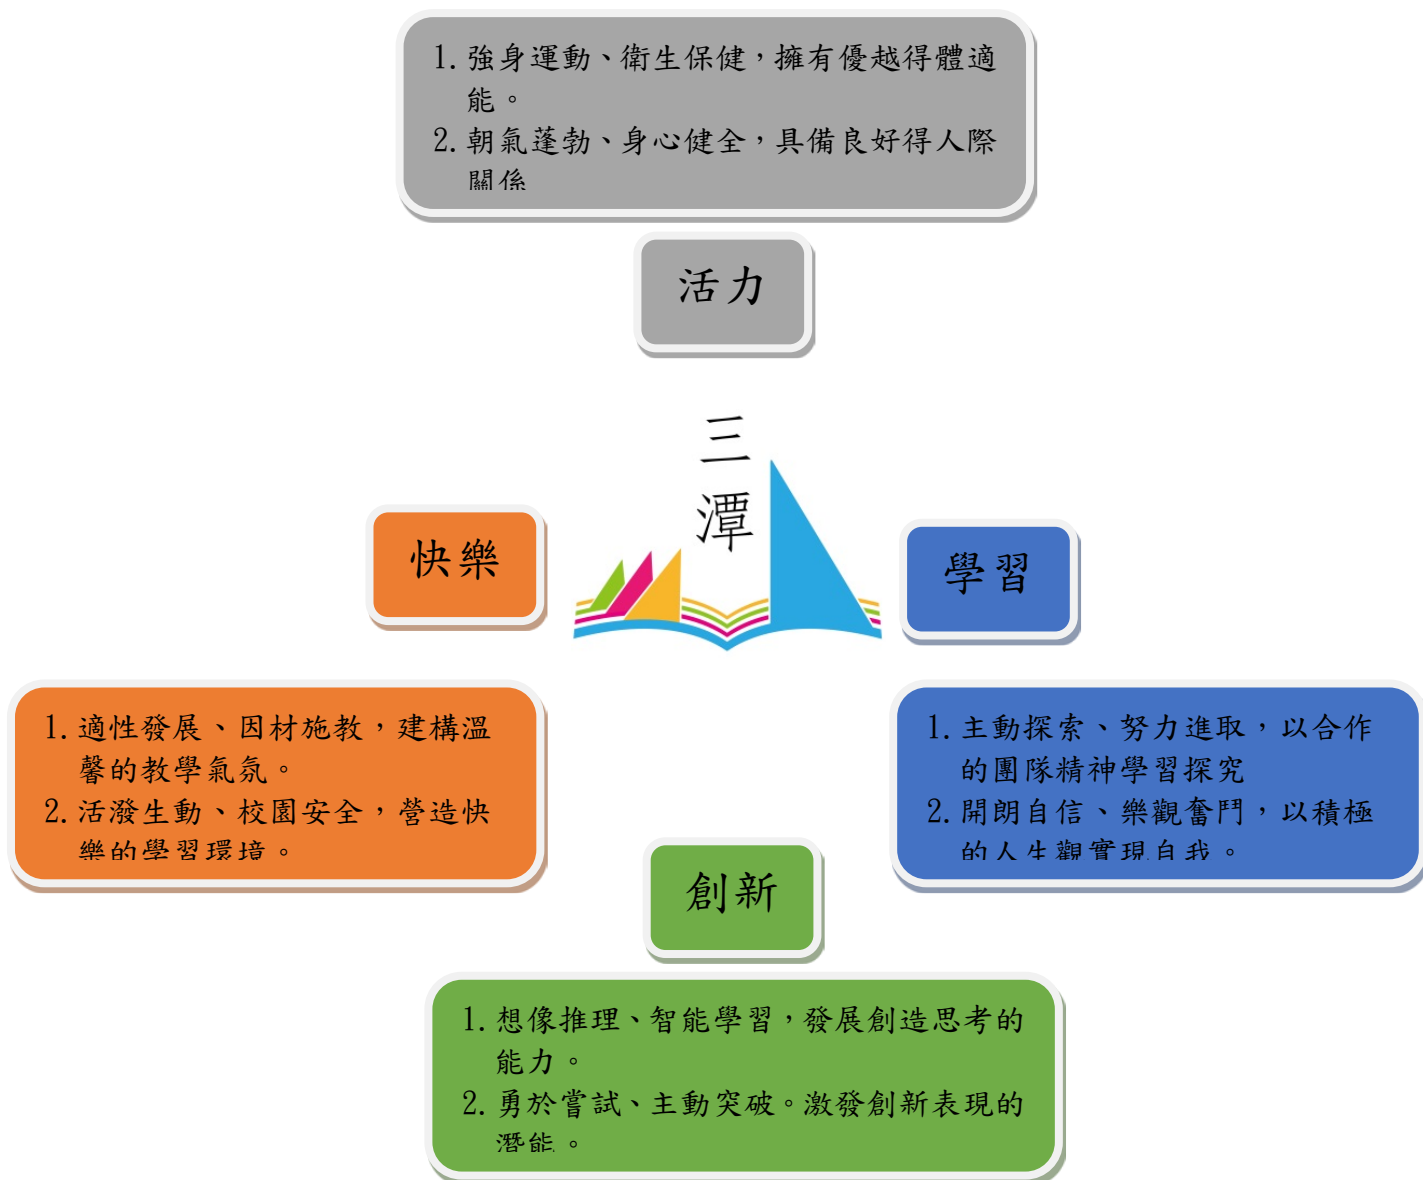 1. 強身運動、衛生保健，擁有優越得體適
能。
2. 朝氣蓬勃、身心健全，具備良好得人際
關係
活力
三
潭
快樂
學習
1. 適性發展、因材施教，建構溫
馨的教學氣氛。
2. 活潑生動、校園安全，營造快
樂的學習環境。
1. 主動探索、努力進取，以合作
的團隊精神學習探究
2. 開朗自信、樂觀奮鬥，以積極
的人生觀實現自我。
創新
1. 想像推理、智能學習，發展創造思考的
能力。
2. 勇於嘗試、主動突破。激發創新表現的
潛能。